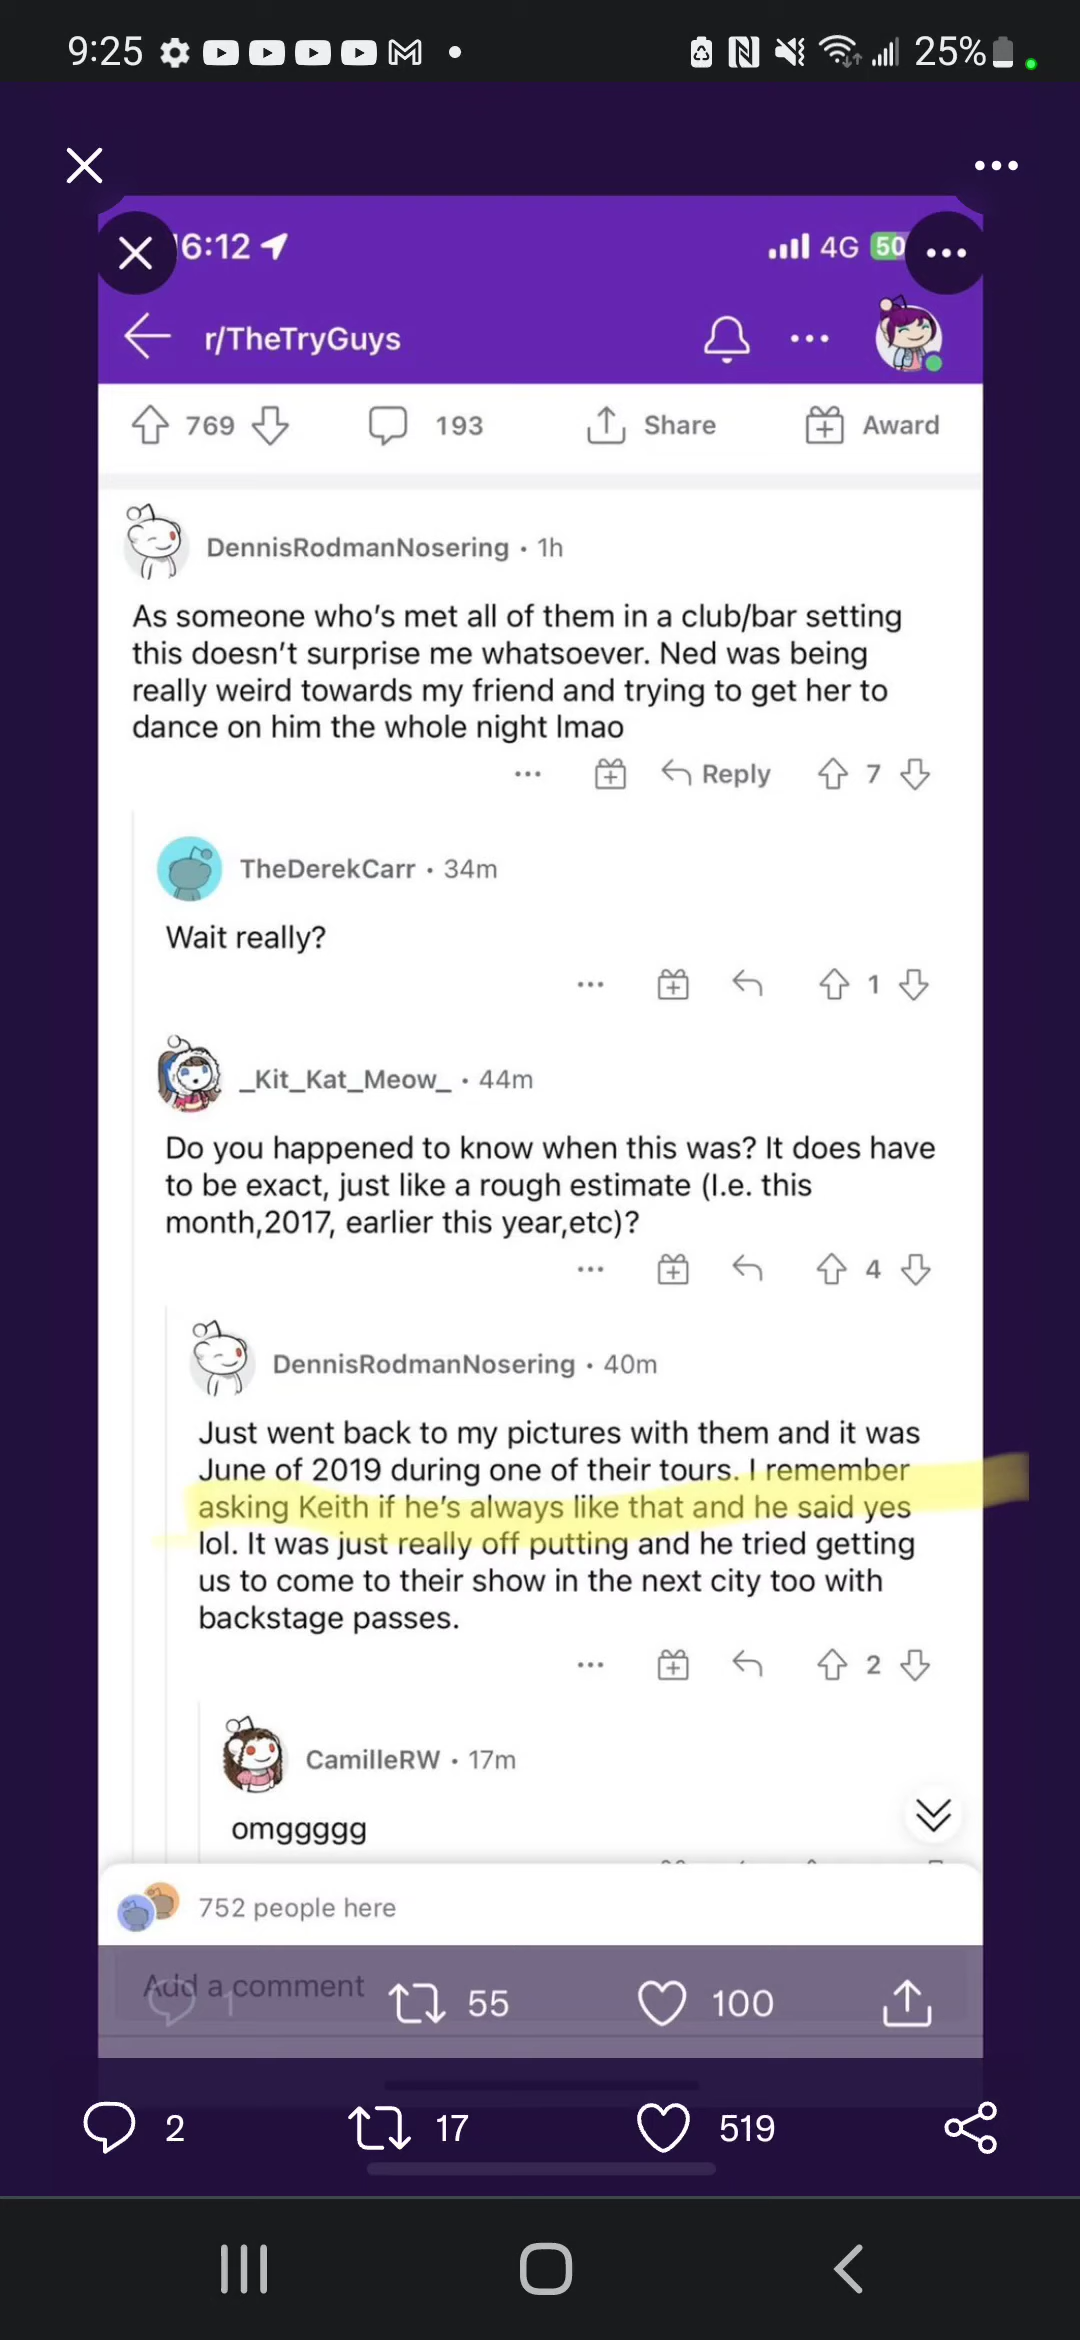 9:25 25%
16:12 4G 50
r/TheTryGuys
769 193 Share Award
DennisRodmanNosering • 1h
As someone who's met all of them in a club/bar setting
this doesn't surprise me whatsoever. Ned was being
really weird towards my friend and trying to get her to
dance on him the whole night lmao
Reply 7
TheDerekCarr • 34m
Wait really?
1
_Kit_Kat_Meow_ • 44m
Do you happened to know when this was? It does have
to be exact, just like a rough estimate (I.e. this
month,2017, earlier this year,etc)?
4
DennisRodmanNosering • 40m
Just went back to my pictures with them and it was
June of 2019 during one of their tours. I remember
asking Keith if he's always like that and he said yes
lol. It was just really off putting and he tried getting
us to come to their show in the next city too with
backstage passes.
2
CamilleRW • 17m
omggggg
752 people here
Add a comment
1 55 100
2 17 519